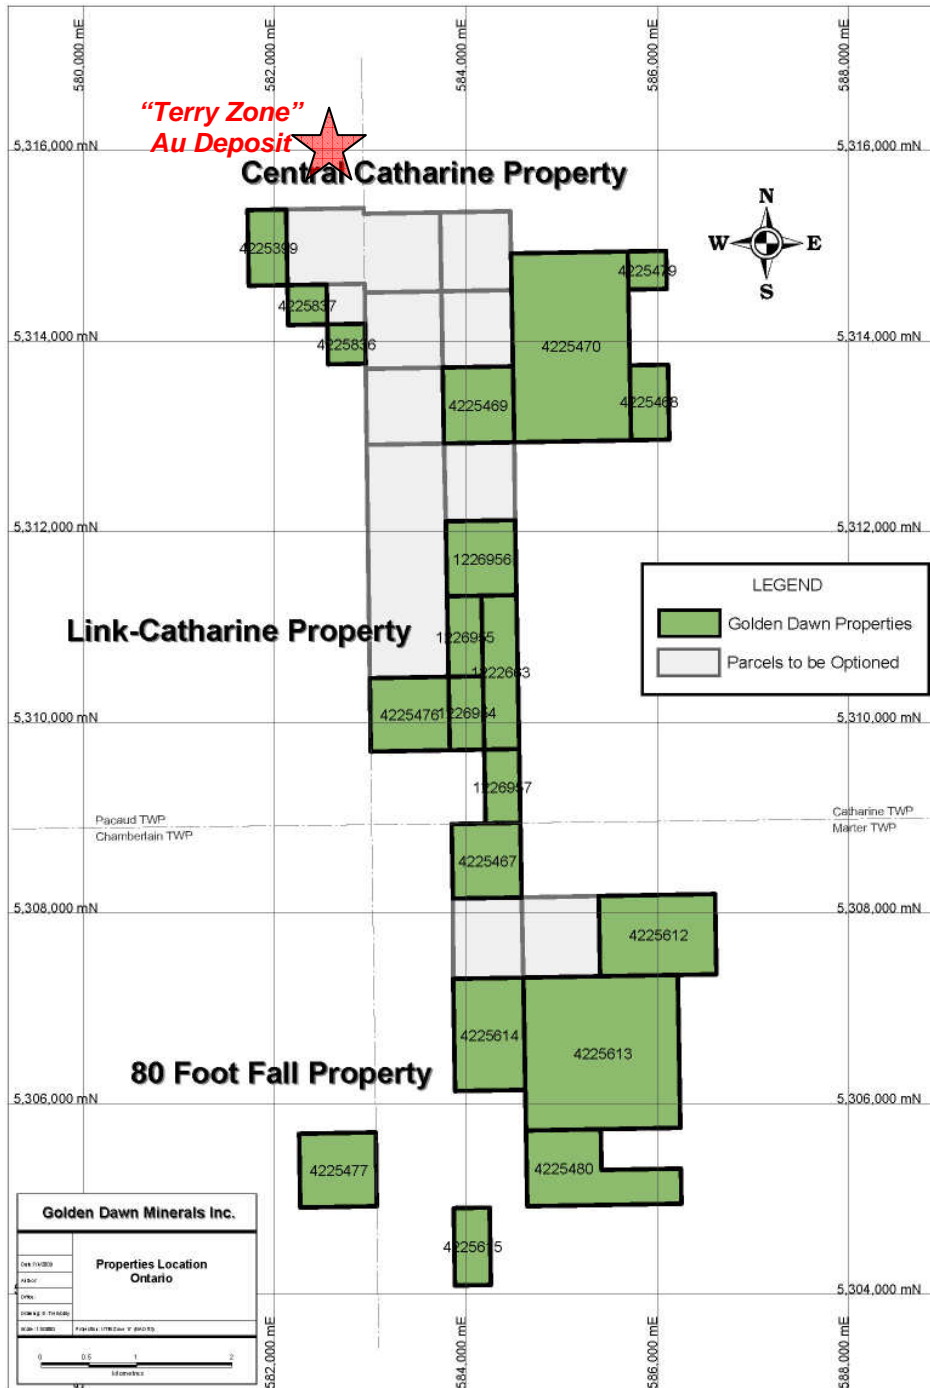 580,000 mE
582,000 mE
584,000 mE
586,000 mE
588,000 mE
“Terry Zone”
Au Deposit
5,316,000 mN
5,316,000 mN
Central Catharine Property
N
W
E
S
4225399
4225479
4225837
4225836
5,314,000 mN
5,314,000 mN
4225470
4225469
4225468
5,312,000 mN
5,312,000 mN
1226956
LEGEND
Golden Dawn Properties
Parcels to be Optioned
Link-Catharine Property
1226955
1222663
4225476
1226954
5,310,000 mN
5,310,000 mN
1226957
Pacaud TWP
Chamberlain TWP
Catharine TWP
Marter TWP
4225467
5,308,000 mN
5,308,000 mN
4225612
4225614
4225613
80 Foot Fall Property
5,306,000 mN
5,306,000 mN
4225477
4225480
4225615
5,304,000 mN
Golden Dawn Minerals Inc.
Properties Location
Ontario
0 0.5 1 2
kilometres
582,000 mE
584,000 mE
586,000 mE
588,000 mE